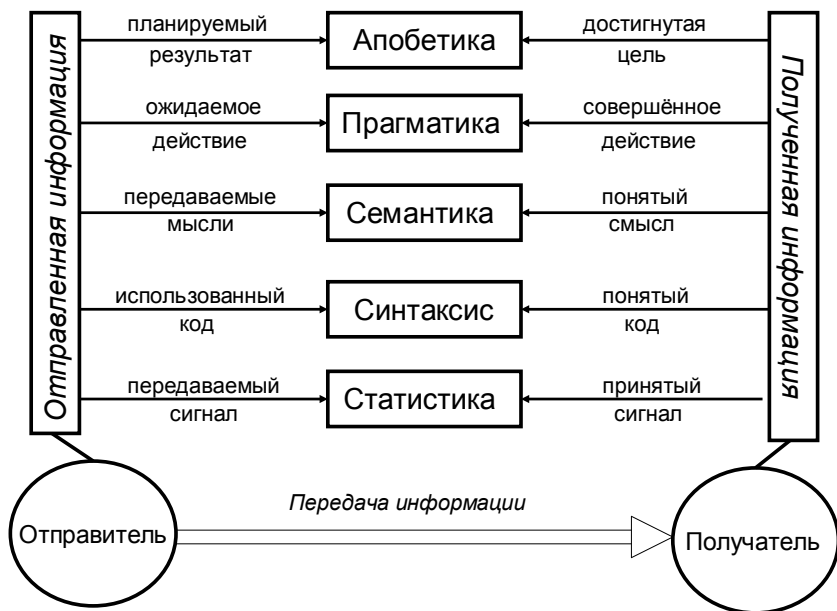 Отправленная информация
планируемый
результат
Апобетика
достигнутая
цель
ожидаемое
действие
Прагматика
совершённое
действие
передаваемые
мысли
Семантика
понятый
смысл
использованный
код
Синтаксис
понятый
код
передаваемый
сигнал
Статистика
принятый
сигнал
Полученная информация
Отправитель
Передача информации
Получатель